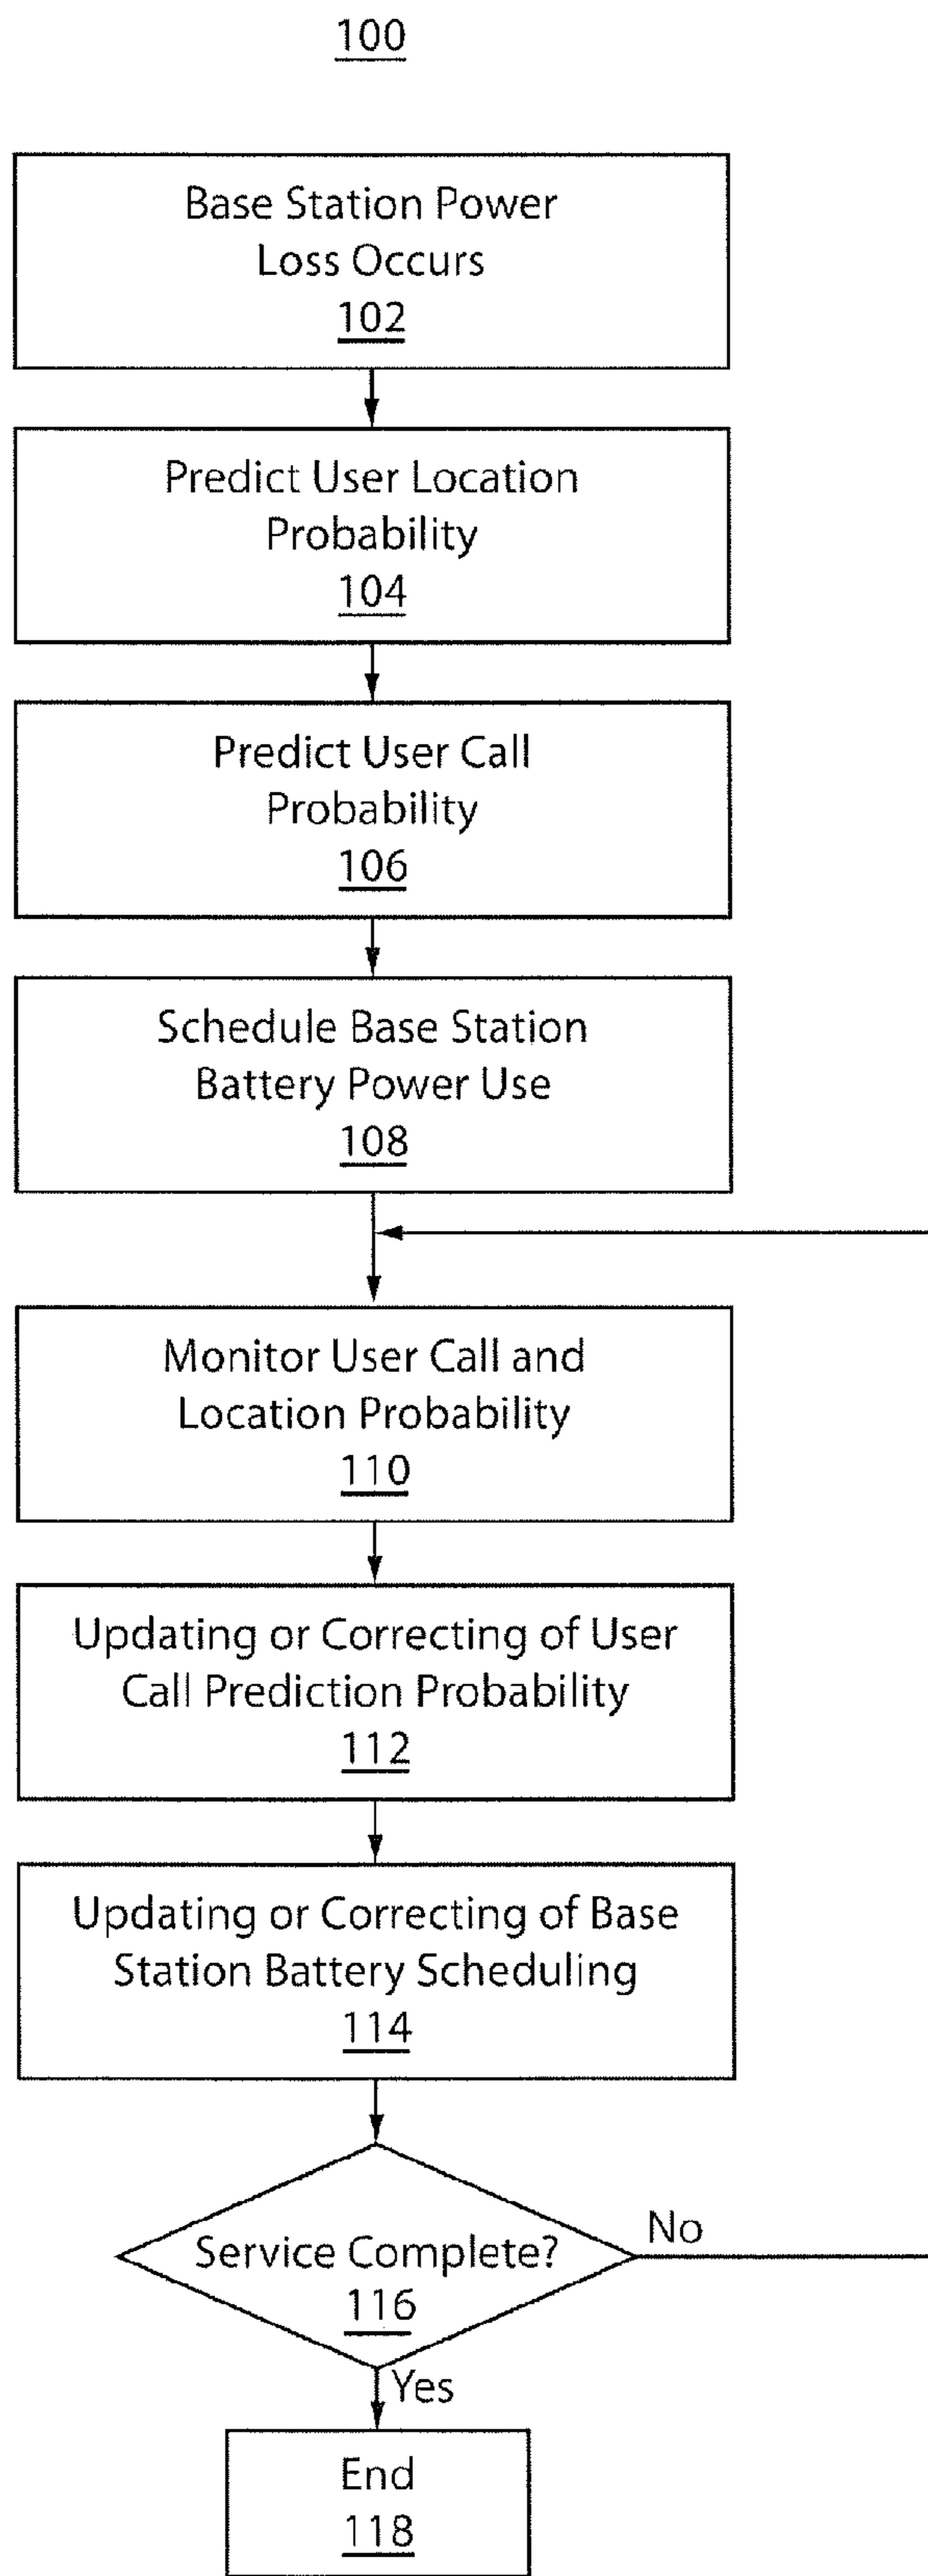 100
Base Station Power
Loss Occurs
102
Predict User Location
Probability
104
Predict User Call
Probability
106
Schedule Base Station
Battery Power Use
108
Monitor User Call and
Location Probability
110
Updating or Correcting of User
Call Prediction Probability
112
Updating or Correcting of Base
Station Battery Scheduling
114
Service Complete?
116
No
Yes
End
118